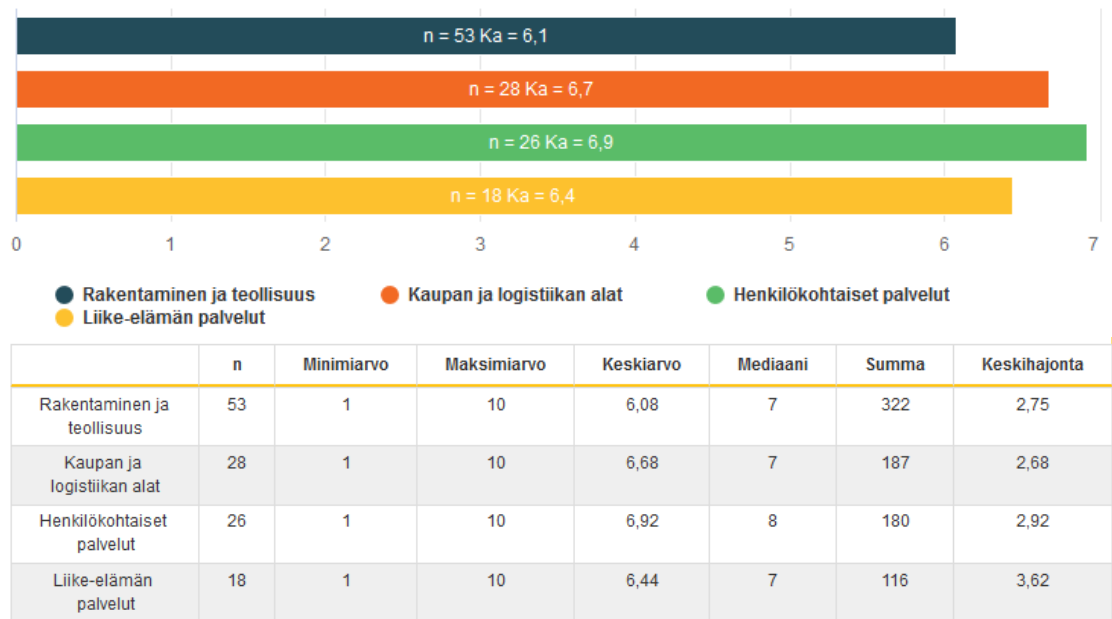 n = 53 Ka = 6,1
n = 28 Ka = 6,7
n = 26 Ka = 6,9
n = 18 Ka = 6,4
0 1 2 3 4 5 6 7
Rakentaminen ja teollisuus Kaupan ja logistiikan alat Henkilökohtaiset palvelut
Liike-elämän palvelut
n Minimiarvo Maksimiarvo Keskiarvo Mediaani Summa Keskihajonta
Rakentaminen ja 53 1 10 6,08 7 322 2,75
teollisuus
Kaupan ja 28 1 10 6,68 7 187 2,68
logistiikan alat
Henkilökohtaiset 26 1 10 6,92 8 180 2,92
palvelut
Liike-elämän 18 1 10 6,44 7 116 3,62
palvelut